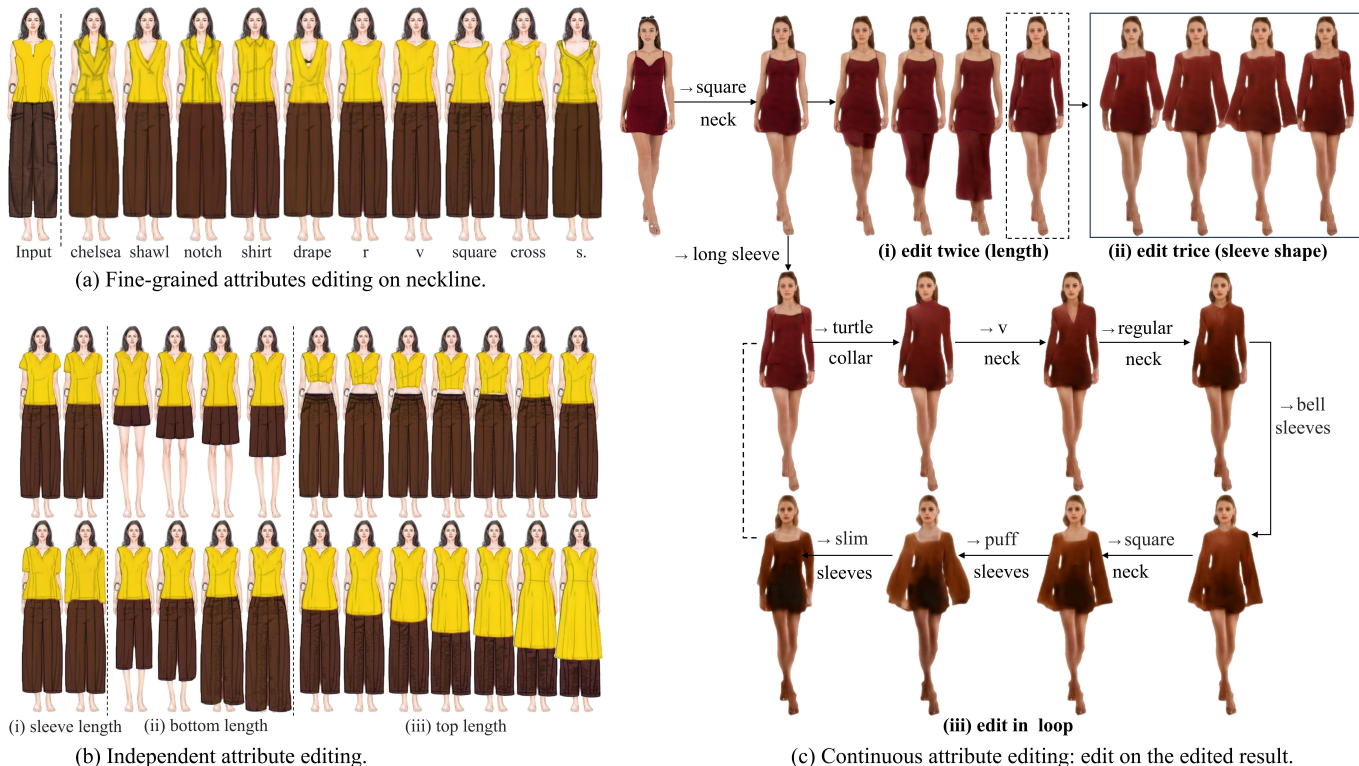 Input chelsea shawl notch shirt drape r v square cross s.
(a) Fine-grained attributes editing on neckline.
(i) sleeve length (ii) bottom length (iii) top length
(b) Independent attribute editing.
→ square
neck
(i) edit twice (length)
(ii) edit trice (sleeve shape)
→ long sleeve
→ turtle
collar
→ v
neck
→ regular
neck
→ bell
sleeves
→ square
neck
→ puff
sleeves
→ slim
sleeves
(iii) edit in loop
(c) Continuous attribute editing: edit on the edited result.